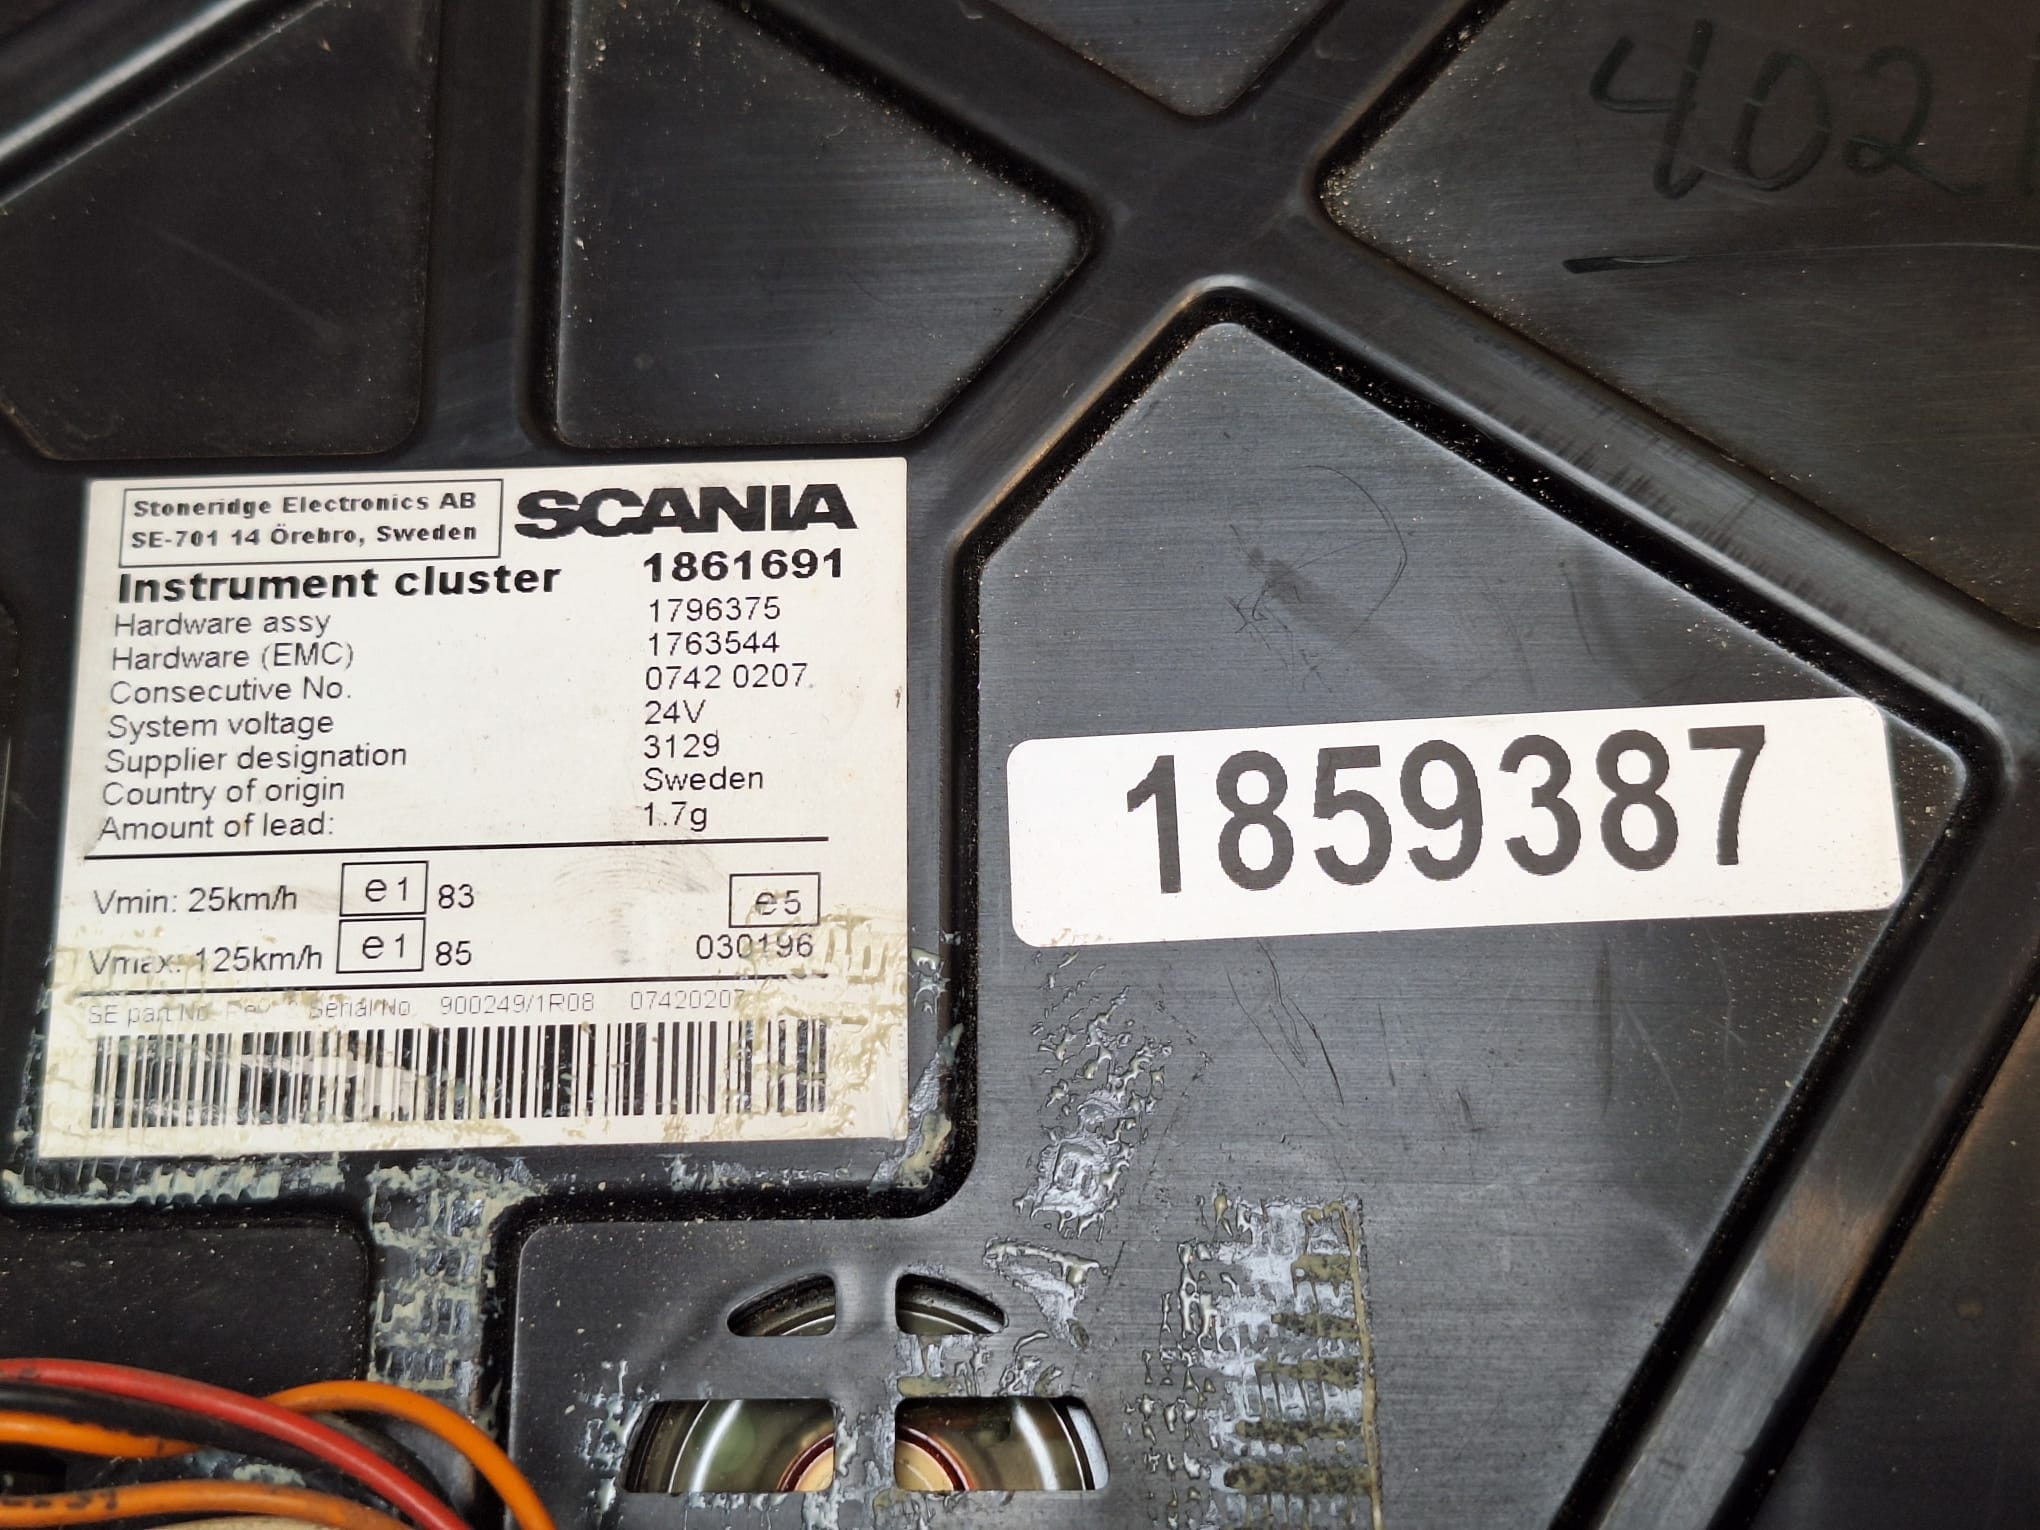 402
Stoneridge Electronics AB
SE-701 14 Örebro, Sweden
SCANIA
Instrument cluster 1861691
Hardware assy 1796375
Hardware (EMC) 1763544
Consecutive No. 0742 0207
System voltage 24V
Supplier designation 3129
Country of origin Sweden
Amount of lead: 1.7g
Vmin: 25km/h e1 83 e5
Vmax: 125km/h e1 85 030196
SE part No Serial No. 900249/1R08 07420207
1859387